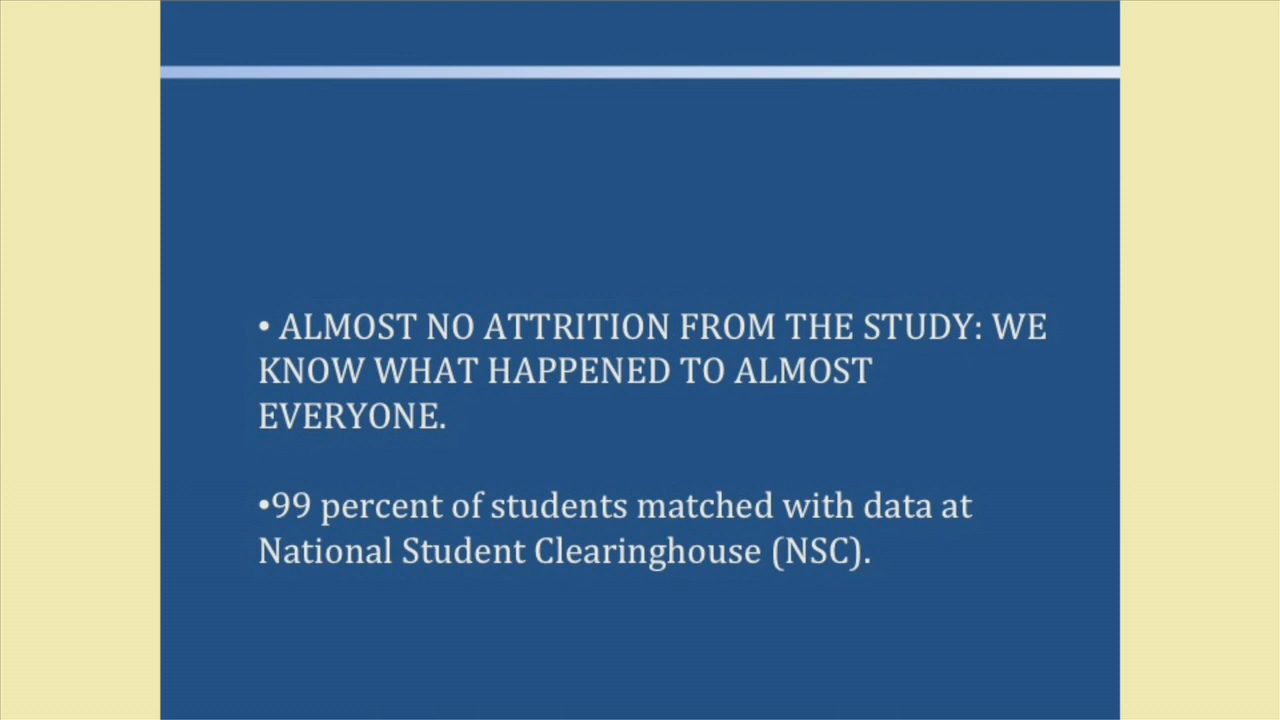 • ALMOST NO ATTRITION FROM THE STUDY: WE
KNOW WHAT HAPPENED TO ALMOST
EVERYONE.
•99 percent of students matched with data at
National Student Clearinghouse (NSC).